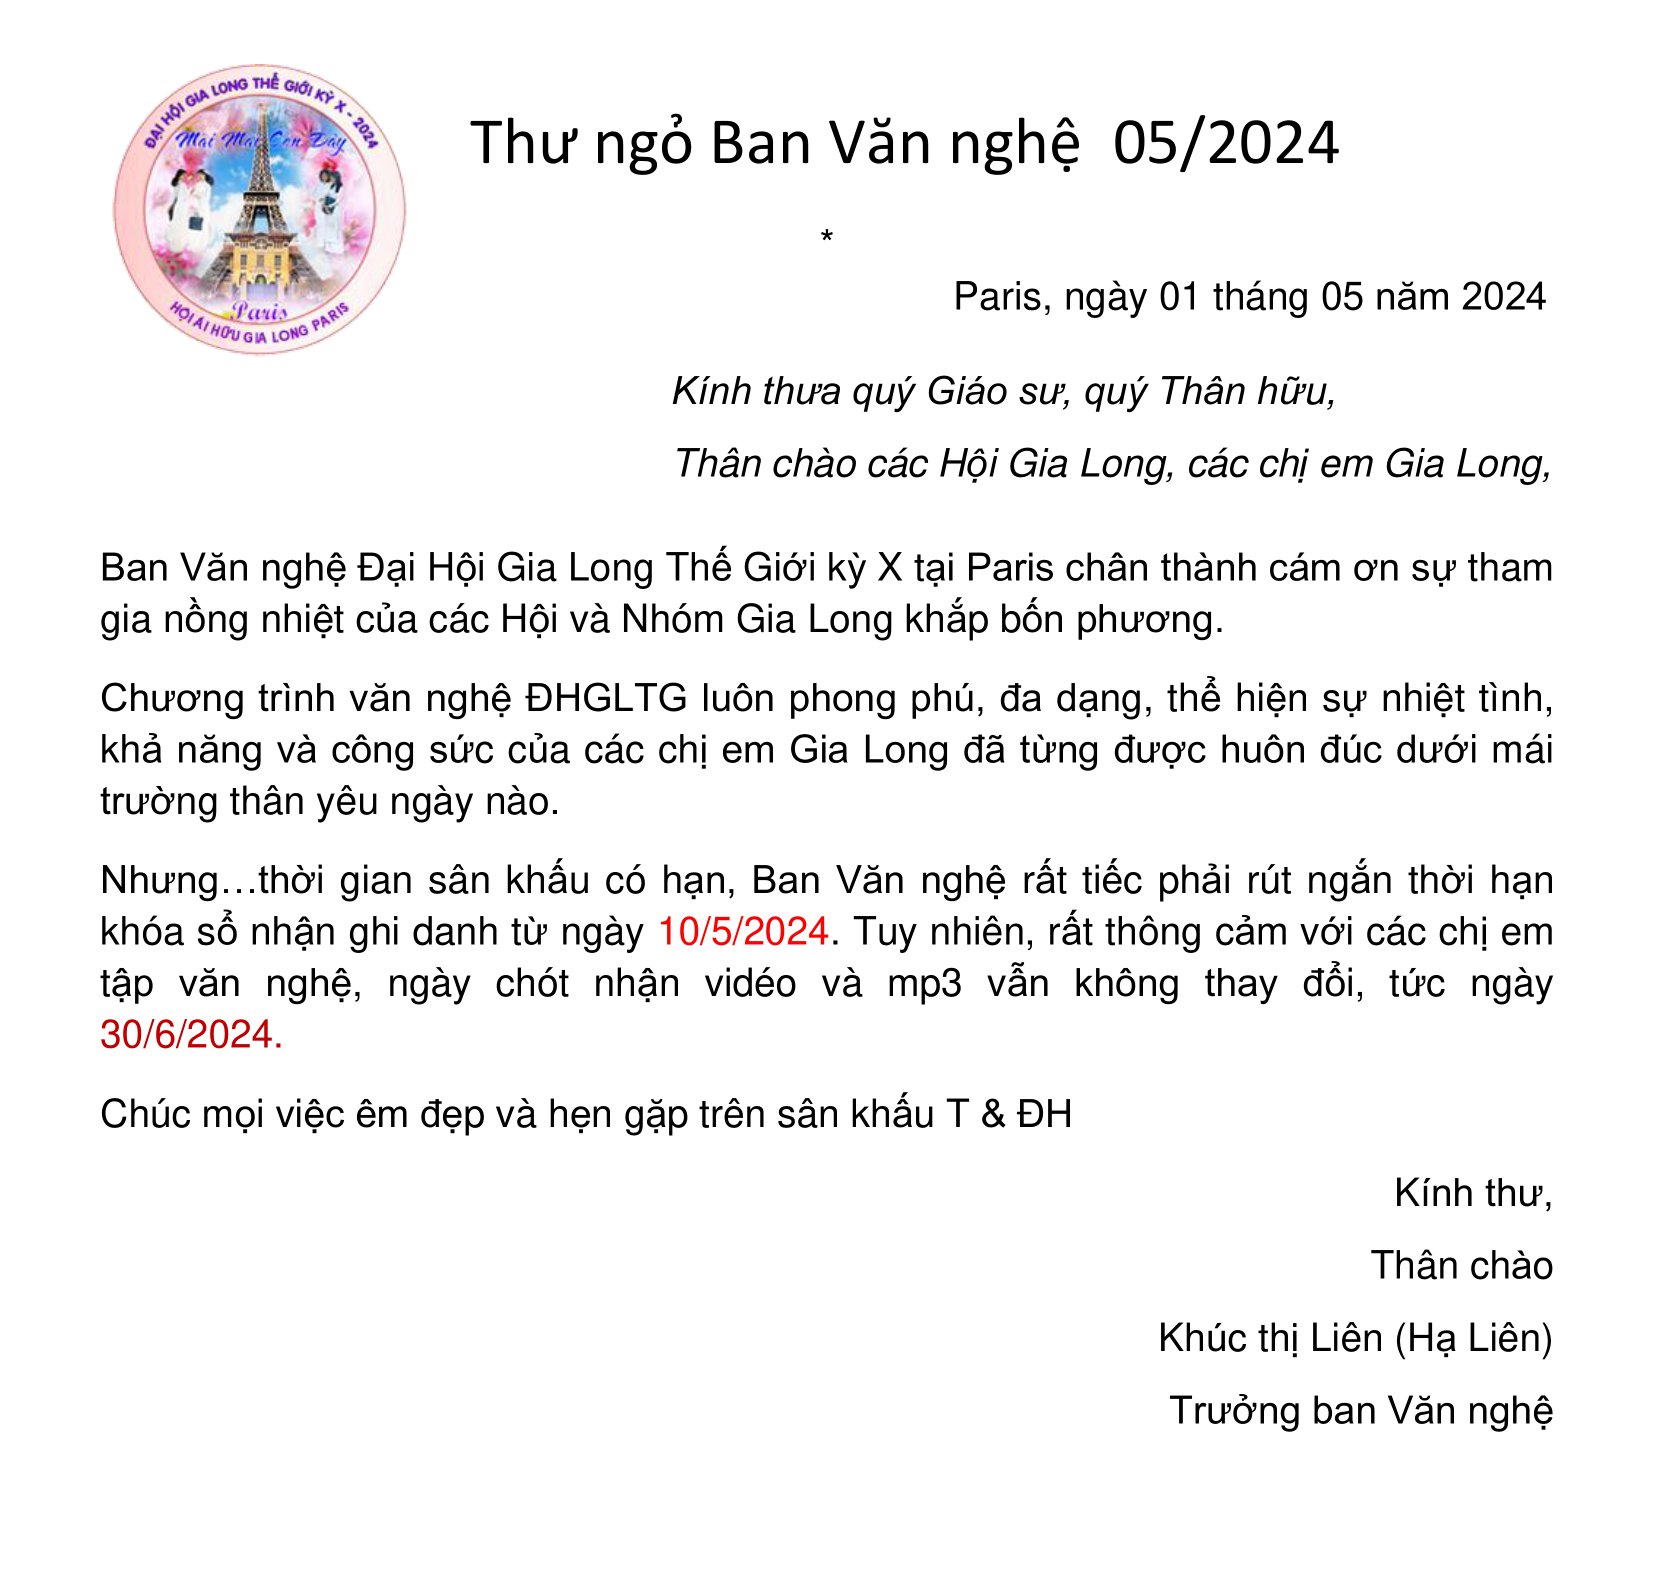 ĐẠI HỘI GIA LONG THẾ GIỚI KỲ X - 2024
Mãi Mãi Còn Đây
Paris
HỘI ÁI HỮU GIA LONG PARIS
Thư ngỏ Ban Văn nghệ 05/2024
*
Paris, ngày 01 tháng 05 năm 2024
Kính thưa quý Giáo sư, quý Thân hữu,
Thân chào các Hội Gia Long, các chị em Gia Long,
Ban Văn nghệ Đại Hội Gia Long Thế Giới kỳ X tại Paris chân thành cám ơn sự tham
gia nồng nhiệt của các Hội và Nhóm Gia Long khắp bốn phương.
Chương trình văn nghệ ĐHGLTG luôn phong phú, đa dạng, thể hiện sự nhiệt tình,
khả năng và công sức của các chị em Gia Long đã từng được huôn đúc dưới mái
trường thân yêu ngày nào.
Nhưng…thời gian sân khấu có hạn, Ban Văn nghệ rất tiếc phải rút ngắn thời hạn
khóa sổ nhận ghi danh từ ngày 10/5/2024. Tuy nhiên, rất thông cảm với các chị em
tập văn nghệ, ngày chót nhận vidéo và mp3 vẫn không thay đổi, tức ngày
30/6/2024.
Chúc mọi việc êm đẹp và hẹn gặp trên sân khấu T & ĐH
Kính thư,
Thân chào
Khúc thị Liên (Hạ Liên)
Trưởng ban Văn nghệ